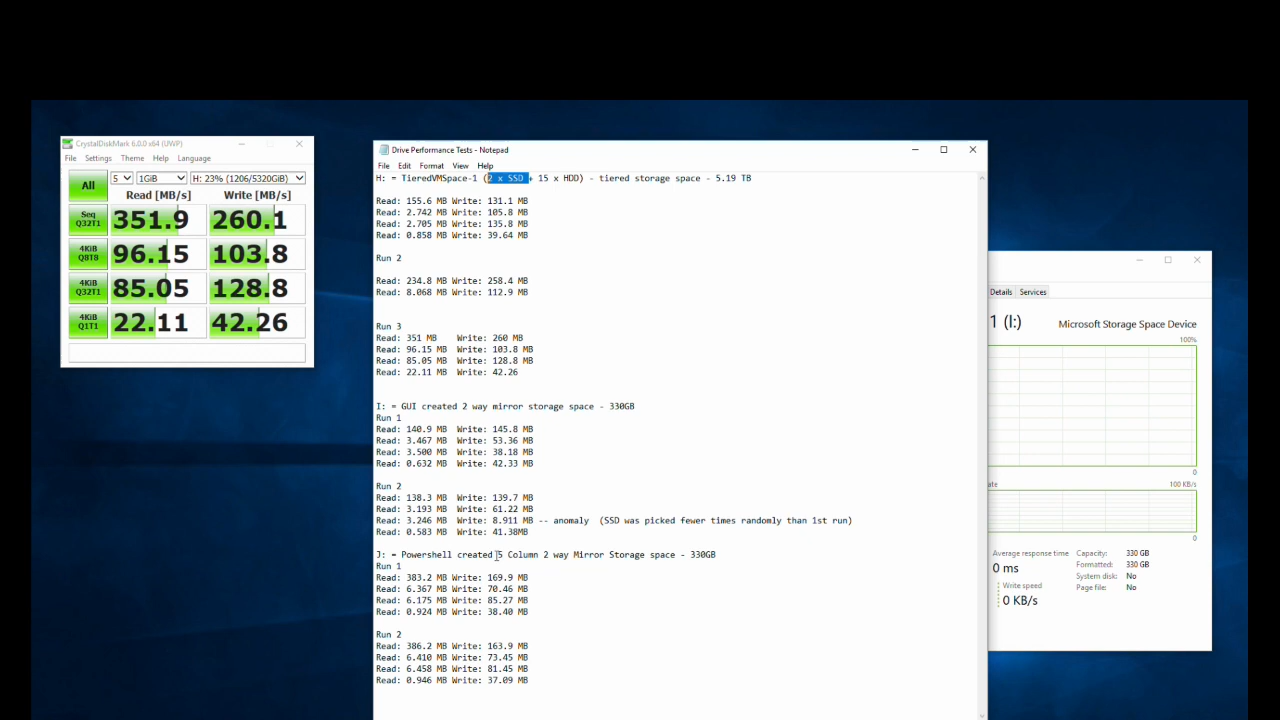 CrystalDiskMark 6.0.0 x64 (UWP)
File Settings Theme Help Language
All 5 1GiB H: 23% (1206/5320GiB)
Read [MB/s] Write [MB/s]
Seq Q32T1 351.9 260.1
4KiB Q8T8 96.15 103.8
4KiB Q32T1 85.05 128.8
4KiB Q1T1 22.11 42.26
Drive Performance Tests - Notepad
File Edit Format View Help
H: = TieredVMSpace-1 (2 x SSD + 15 x HDD) - tiered storage space - 5.19 TB
Read: 155.6 MB Write: 131.1 MB
Read: 2.742 MB Write: 105.8 MB
Read: 2.705 MB Write: 135.8 MB
Read: 0.858 MB Write: 39.64 MB
Run 2
Read: 234.8 MB Write: 258.4 MB
Read: 8.068 MB Write: 112.9 MB
Run 3
Read: 351 MB Write: 260 MB
Read: 96.15 MB Write: 103.8 MB
Read: 85.05 MB Write: 128.8 MB
Read: 22.11 MB Write: 42.26
I: = GUI created 2 way mirror storage space - 330GB
Run 1
Read: 140.9 MB Write: 145.8 MB
Read: 3.467 MB Write: 53.36 MB
Read: 3.500 MB Write: 38.18 MB
Read: 0.632 MB Write: 42.33 MB
Run 2
Read: 138.3 MB Write: 139.7 MB
Read: 3.193 MB Write: 61.22 MB
Read: 3.246 MB Write: 8.911 MB -- anomaly (SSD was picked fewer times randomly than 1st run)
Read: 0.583 MB Write: 41.38MB
J: = Powershell created 5 Column 2 way Mirror Storage space - 330GB
Run 1
Read: 383.2 MB Write: 169.9 MB
Read: 6.367 MB Write: 70.46 MB
Read: 6.175 MB Write: 85.27 MB
Read: 0.924 MB Write: 38.40 MB
Run 2
Read: 386.2 MB Write: 163.9 MB
Read: 6.410 MB Write: 73.45 MB
Read: 6.458 MB Write: 81.45 MB
Read: 0.946 MB Write: 37.09 MB
Details Services
1 (I:) Microsoft Storage Space Device
100%
0
ate 100 KB/s
0
Average response time Capacity: 330 GB
0 ms Formatted: 330 GB
System disk: No
Write speed Page file: No
0 KB/s